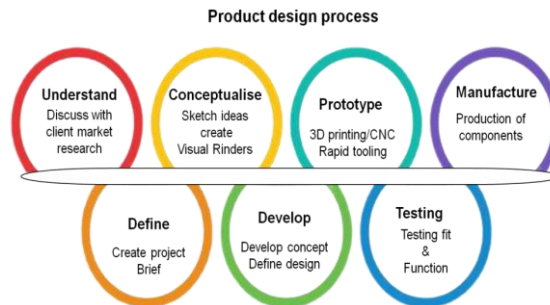 Product design process
Understand
Discuss with
client market
research
Conceptualise
Sketch ideas
create
Visual Rinders
Prototype
3D printing/CNC
Rapid tooling
Manufacture
Production of
components
Define
Create project
Brief
Develop
Develop concept
Define design
Testing
Testing fit
&
Function